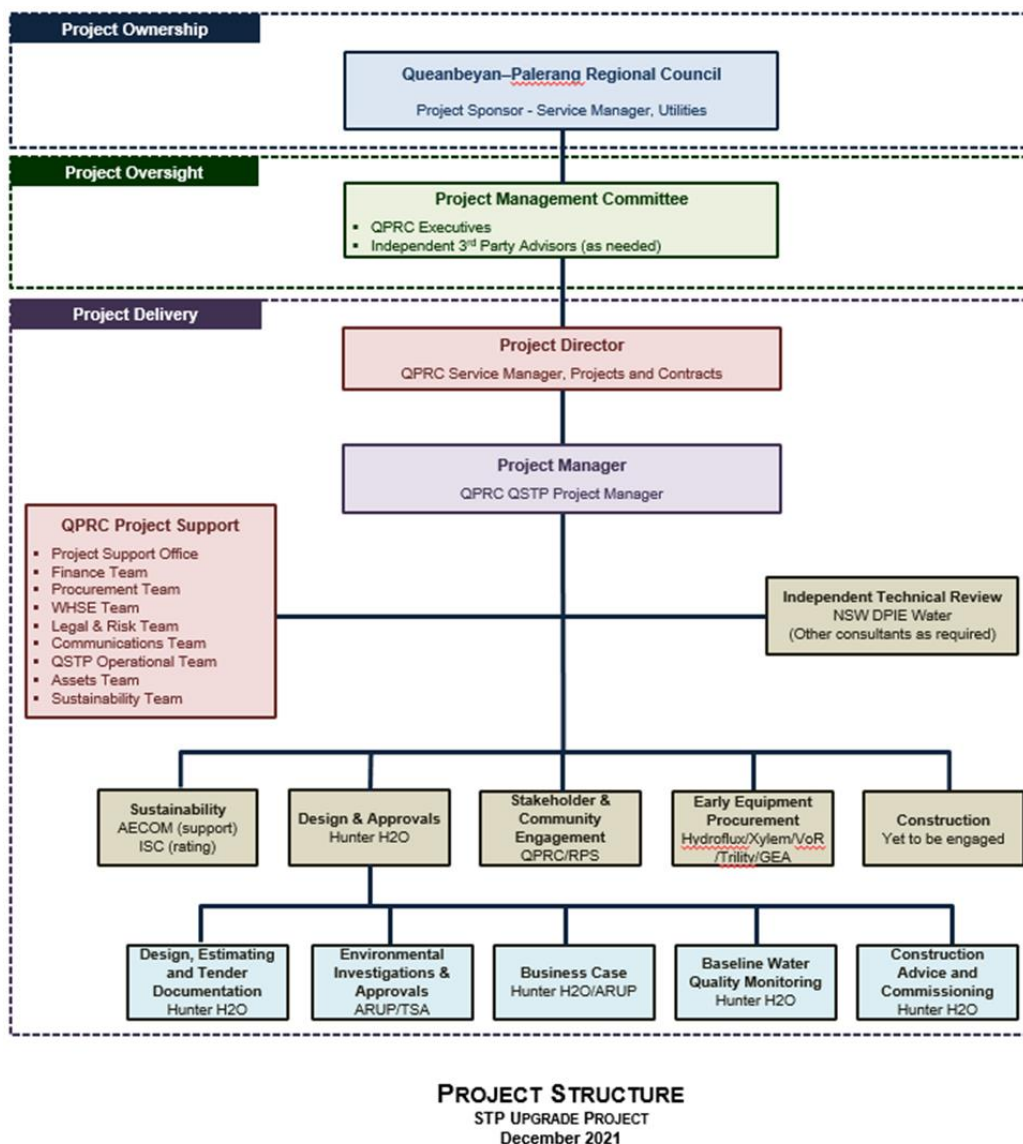 Project Ownership
Queanbeyan–Palerang Regional Council
Project Sponsor - Service Manager, Utilities
Project Oversight
Project Management Committee
▪ QPRC Executives
▪ Independent 3rd Party Advisors (as needed)
Project Delivery
Project Director
QPRC Service Manager, Projects and Contracts
Project Manager
QPRC QSTP Project Manager
QPRC Project Support
▪ Project Support Office
▪ Finance Team
▪ Procurement Team
▪ WHSE Team
▪ Legal & Risk Team
▪ Communications Team
▪ QSTP Operational Team
▪ Assets Team
▪ Sustainability Team
Independent Technical Review
NSW DPIE Water
(Other consultants as required)
Sustainability
AECOM (support)
ISC (rating)
Design & Approvals
Hunter H2O
Stakeholder &
Community
Engagement
QPRC/RPS
Early Equipment
Procurement
Hydroflux/Xylem/VoR
/Trility/GEA
Construction
Yet to be engaged
Design, Estimating
and Tender
Documentation
Hunter H2O
Environmental
Investigations &
Approvals
ARUP/TSA
Business Case
Hunter H2O/ARUP
Baseline Water
Quality Monitoring
Hunter H2O
Construction
Advice and
Commissioning
Hunter H2O
PROJECT STRUCTURE
STP UPGRADE PROJECT
December 2021